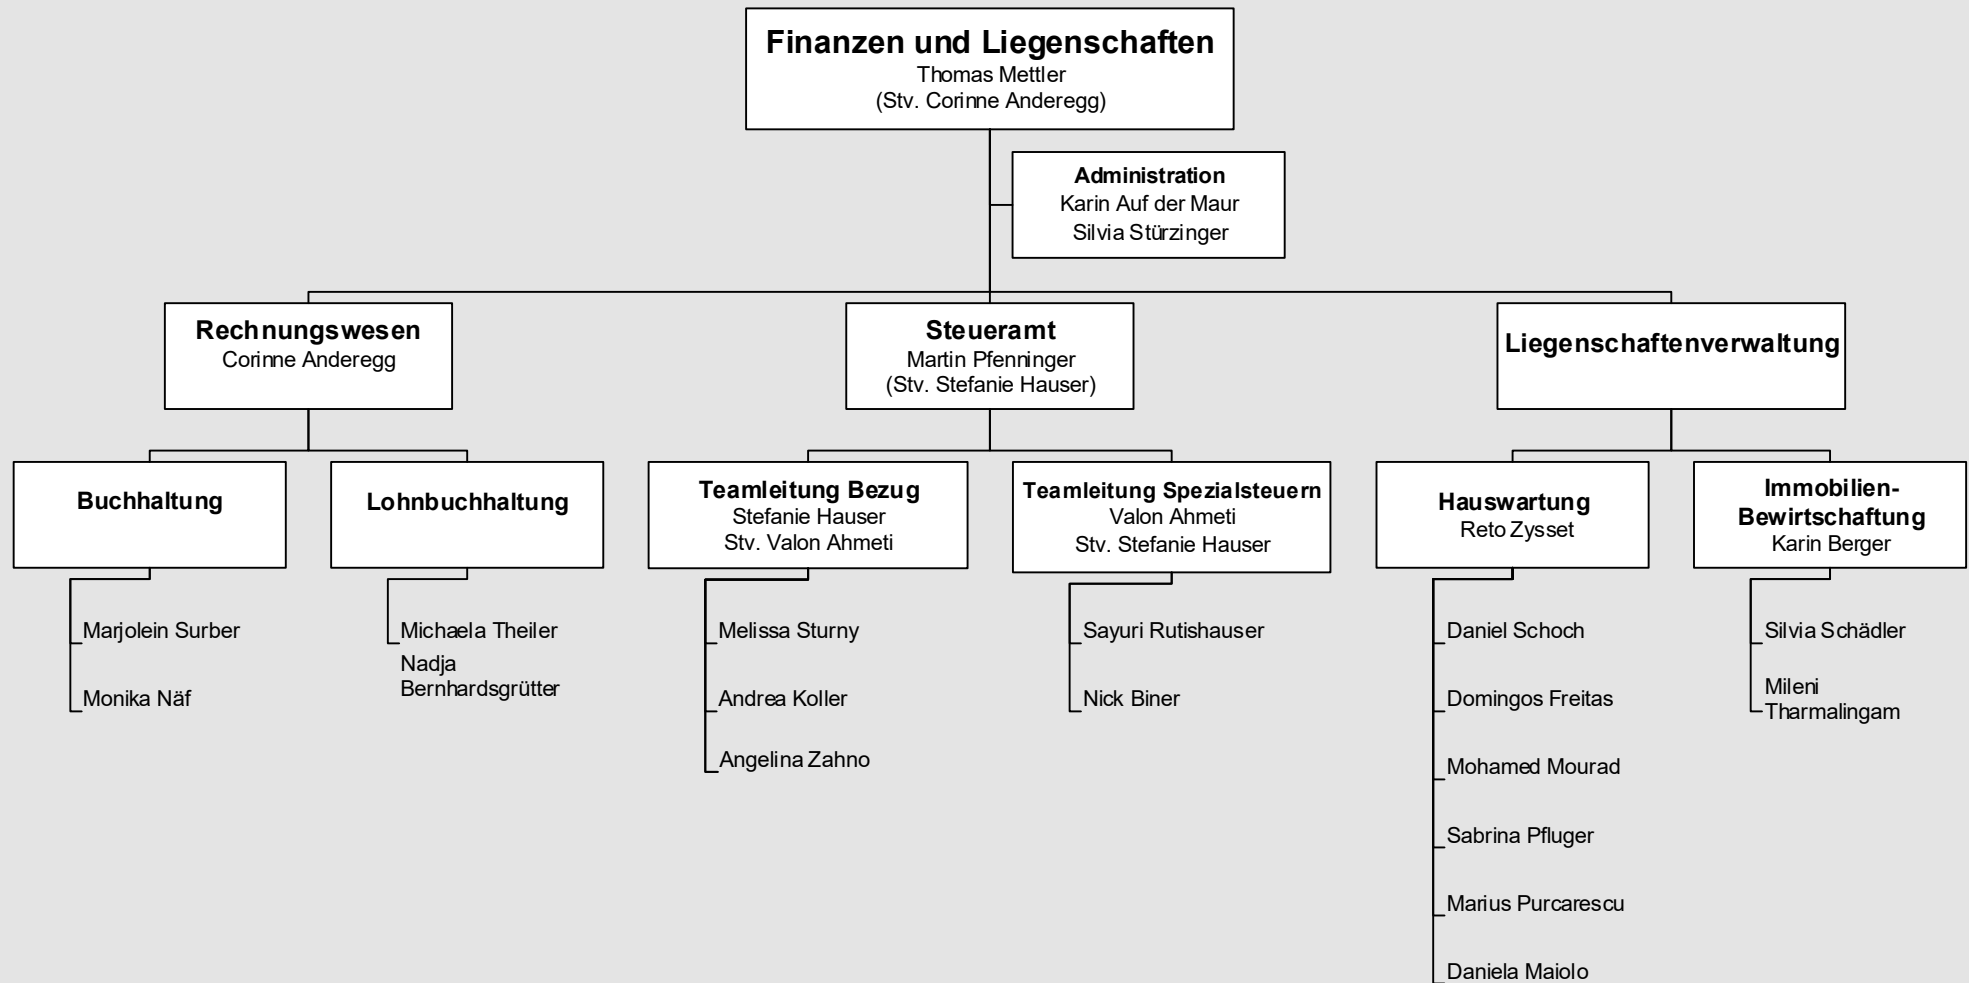 Finanzen und Liegenschaften
Thomas Mettler
(Stv. Corinne Anderegg)
Administration
Karin Auf der Maur
Silvia Stürzinger
Rechnungswesen
Corinne Anderegg
Steueramt
Martin Pfenninger
(Stv. Stefanie Hauser)
Liegenschaftenverwaltung
Buchhaltung
Marjolein Surber
Monika Näf
Lohnbuchhaltung
Michaela Theiler
Nadja
Bernhardsgrütter
Teamleitung Bezug
Stefanie Hauser
Stv. Valon Ahmeti
Melissa Sturny
Andrea Koller
Angelina Zahno
Teamleitung Spezialsteuern
Valon Ahmeti
Stv. Stefanie Hauser
Sayuri Rutishauser
Nick Biner
Hauswartung
Reto Zysset
Daniel Schoch
Domingos Freitas
Mohamed Mourad
Sabrina Pfluger
Marius Purcarescu
Daniela Maiolo
Immobilien-
Bewirtschaftung
Karin Berger
Silvia Schädler
Mileni
Tharmalingam